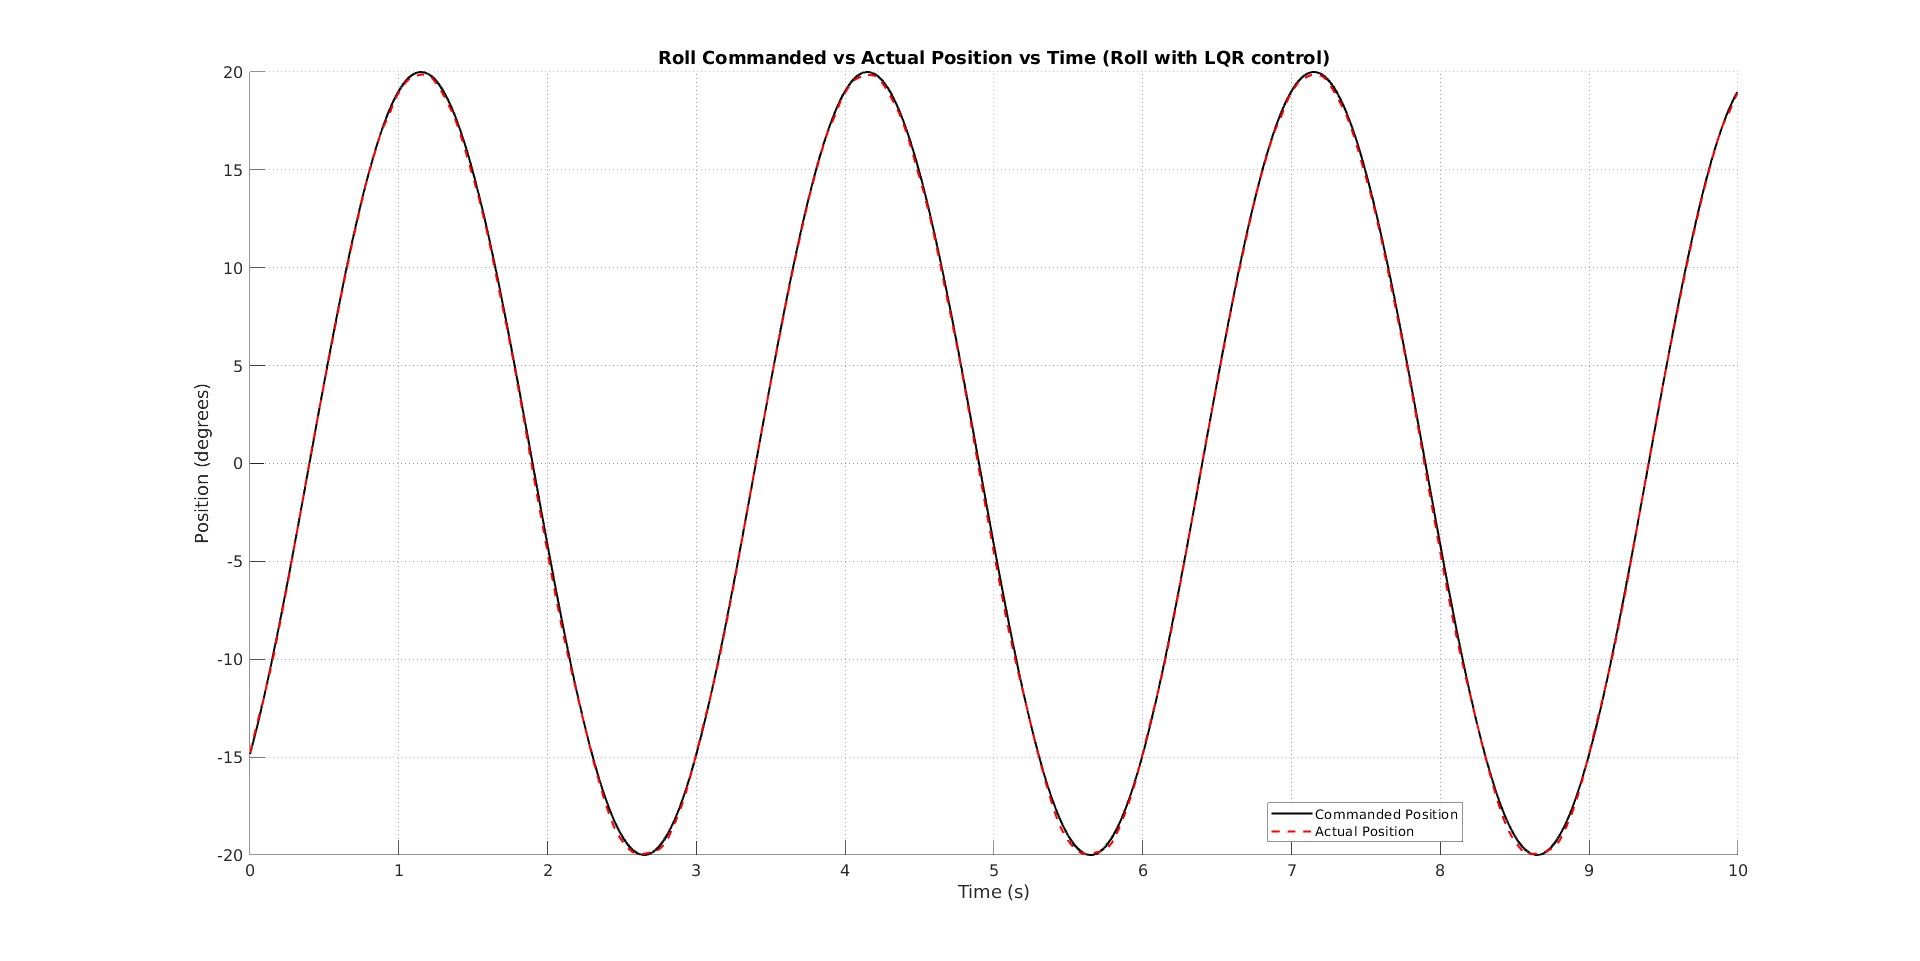 Roll Commanded vs Actual Position vs Time (Roll with LQR control)
20
15
10
5
0
-5
-10
-15
-20
Position (degrees)
Commanded Position
Actual Position
0 1 2 3 4 5 6 7 8 9 10
Time (s)